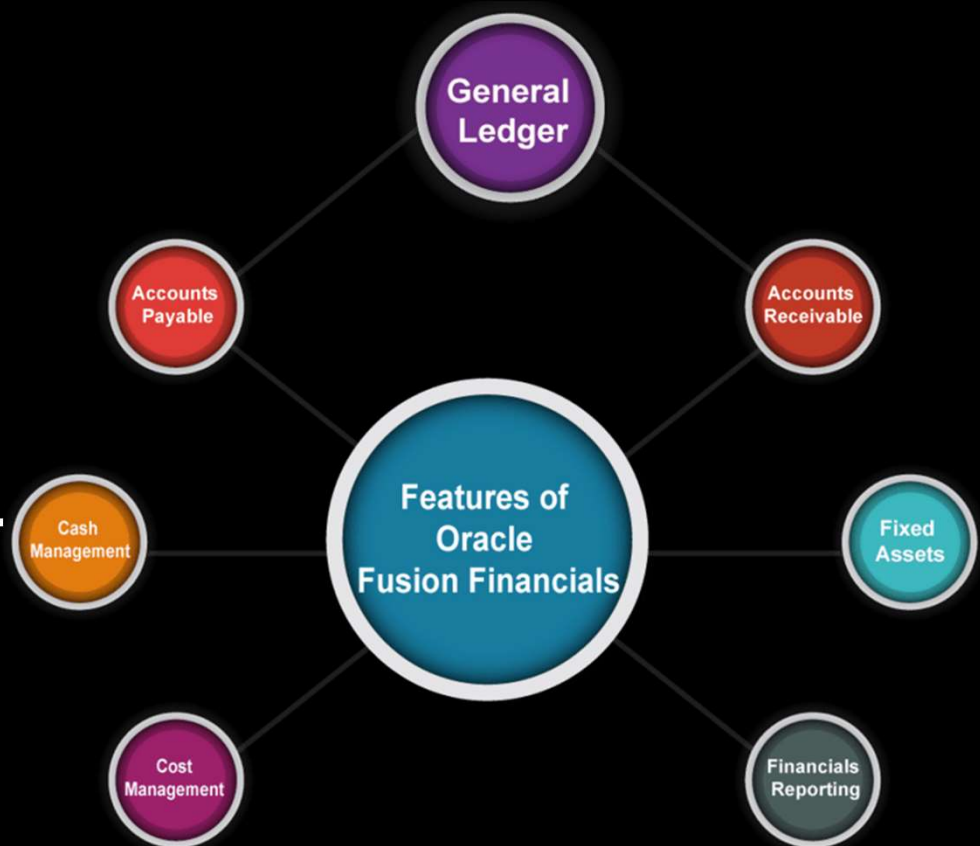 General
Ledger
Accounts
Payable
Accounts
Receivable
Features of
Oracle
Fusion Financials
Cash
Management
Fixed
Assets
Cost
Management
Financials
Reporting